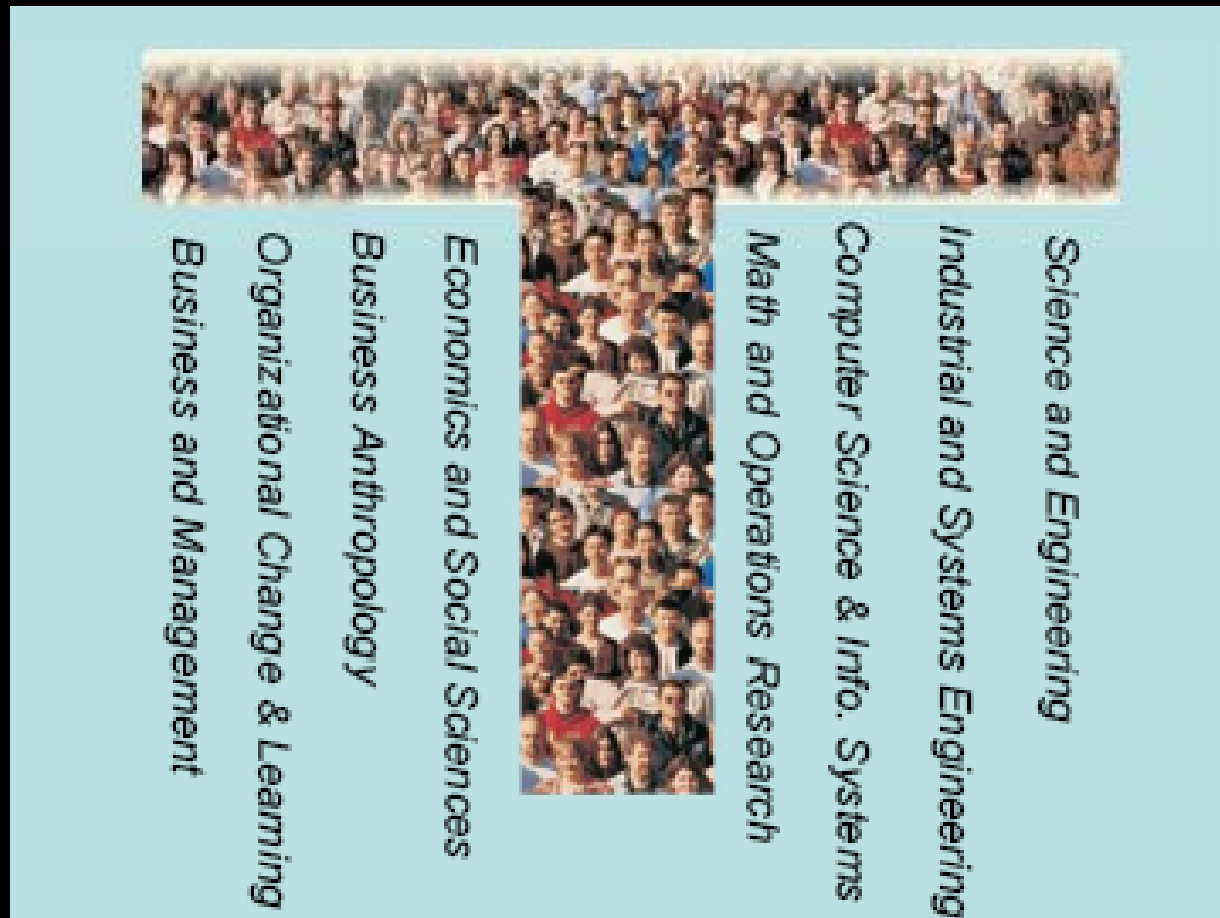 Business and Management
Organizational Change & Learning
Business Anthropology
Economics and Social Sciences
Math and Operations Research
Computer Science & Info. Systems
Industrial and Systems Engineering
Science and Engineering